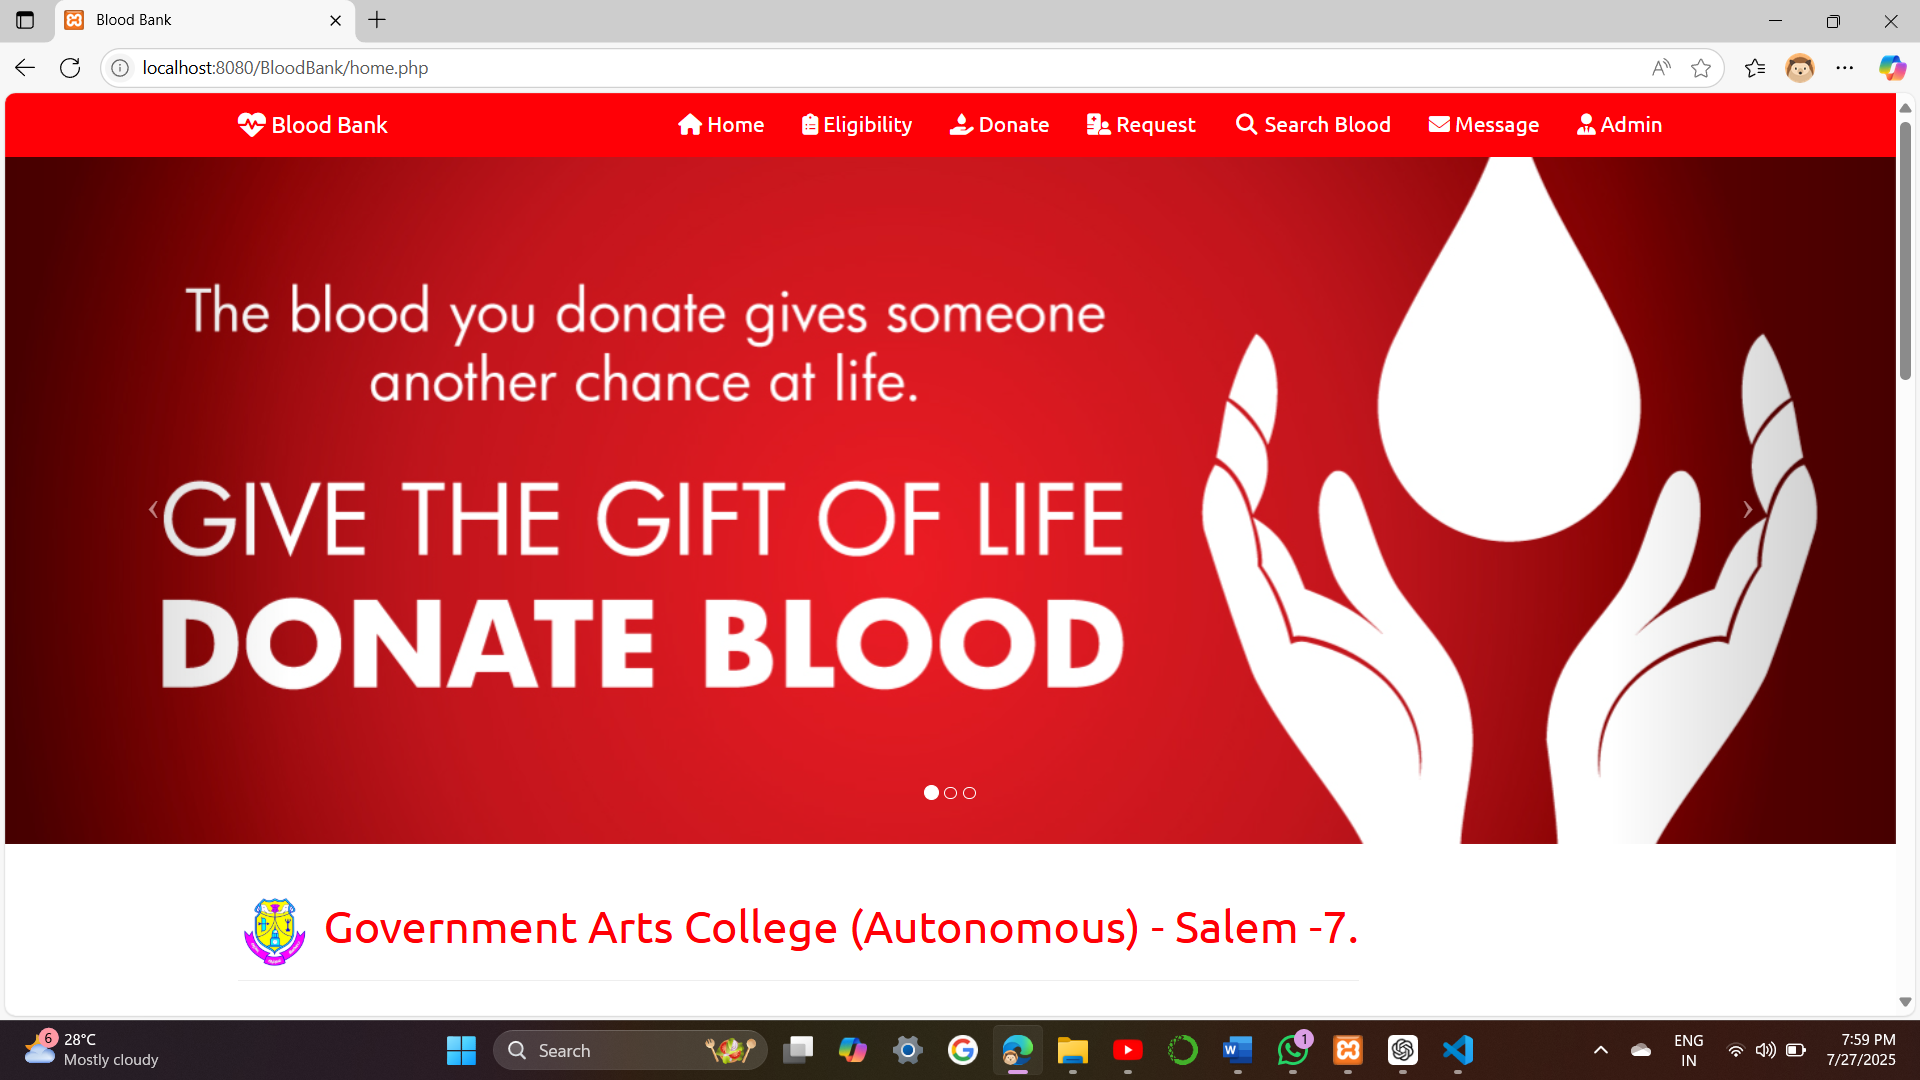 Blood Bank
localhost:8080/BloodBank/home.php
Blood Bank
Home
Eligibility
Donate
Request
Search Blood
Message
Admin
The blood you donate gives someone
another chance at life.
GIVE THE GIFT OF LIFE
DONATE BLOOD
Government Arts College (Autonomous) - Salem -7.
6
28°C
Mostly cloudy
Search
1
ENG
IN
7:59 PM
7/27/2025